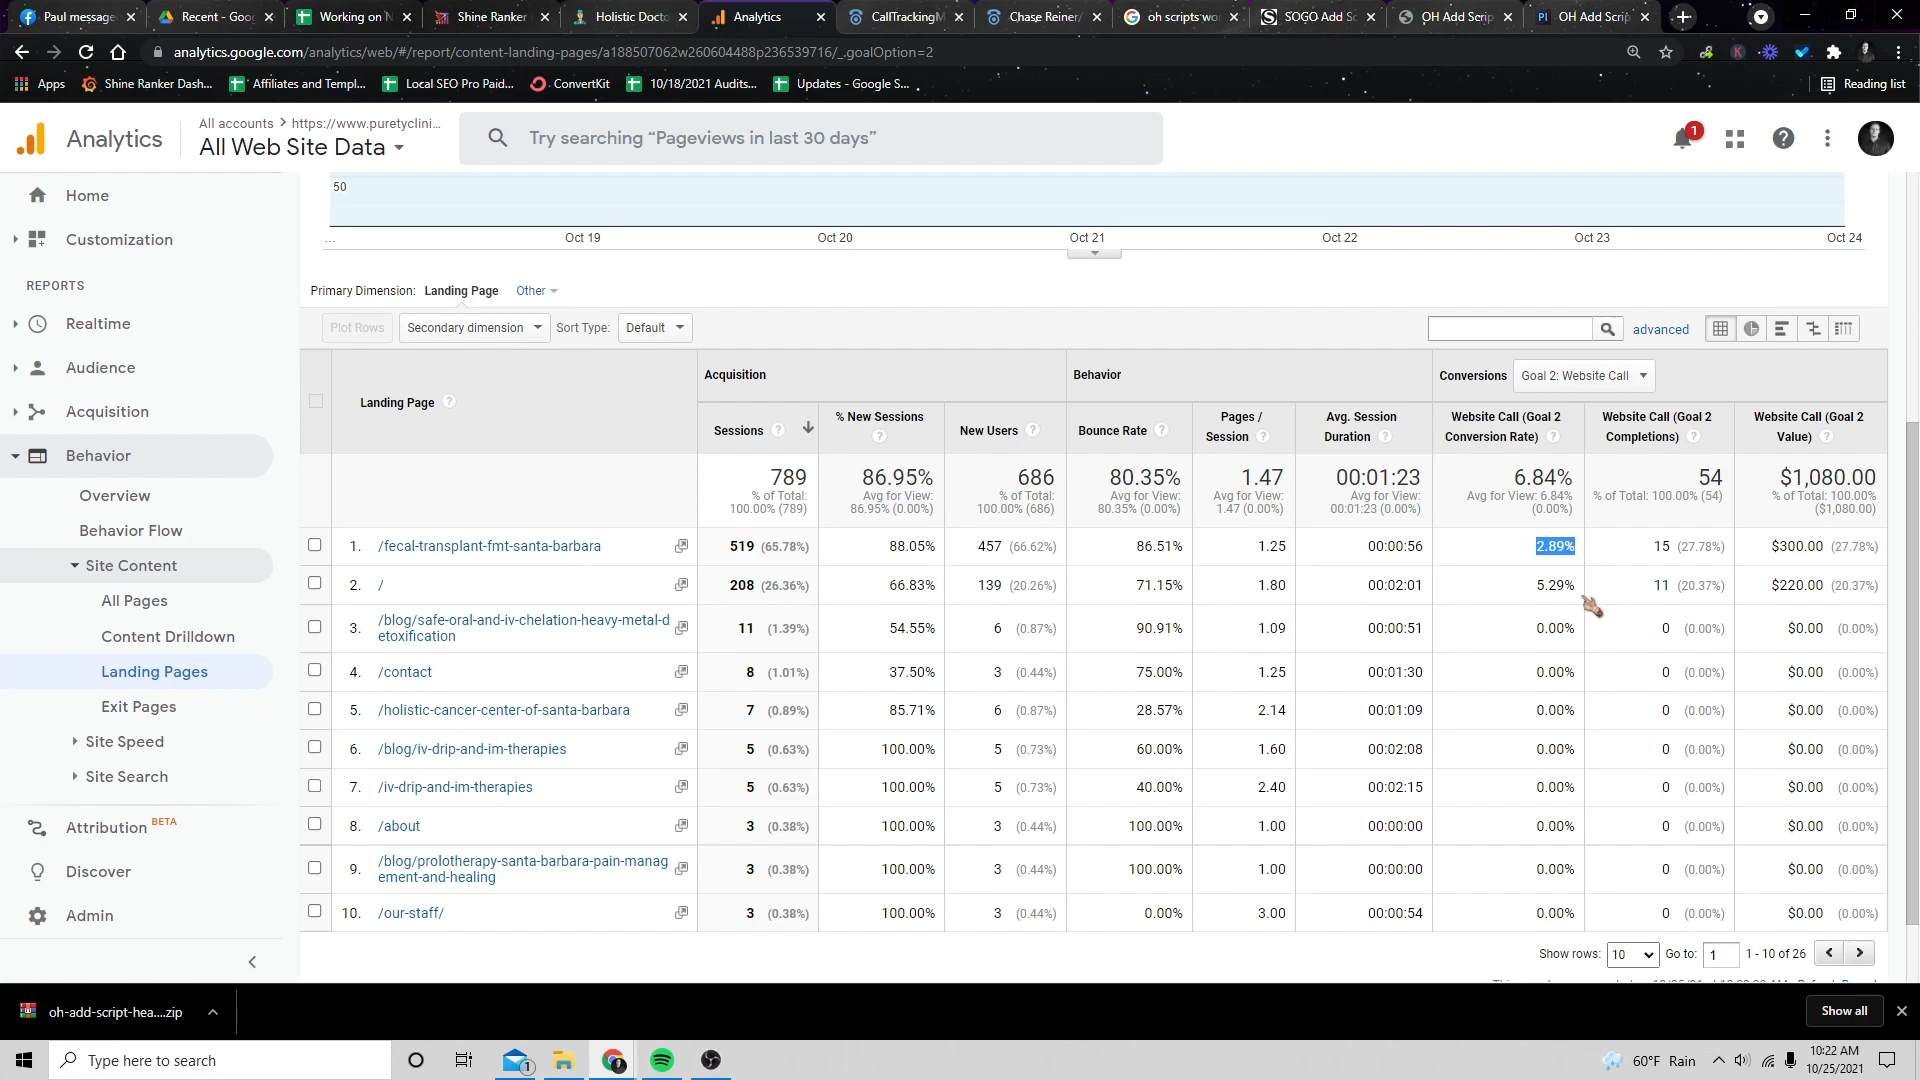 Paul message
Recent - Goog
Working on N
Shine Ranker
Holistic Docto
Analytics
CallTrackingM
Chase Reiner/
oh scripts wo
SOGO Add Sc
OH Add Scrip
OH Add Scrip
analytics.google.com/analytics/web/#/report/content-landing-pages/a188507062w260604488p236539716/_.goalOption=2
Apps
Shine Ranker Dash...
Affiliates and Templ...
Local SEO Pro Paid...
ConvertKit
10/18/2021 Audits...
Updates - Google S...
Reading list
Analytics
All accounts > https://www.puretyclini...
All Web Site Data
Try searching “Pageviews in last 30 days”
1
Home
Customization
REPORTS
Realtime
Audience
Acquisition
Behavior
Overview
Behavior Flow
Site Content
All Pages
Content Drilldown
Landing Pages
Exit Pages
Site Speed
Site Search
Attribution BETA
Discover
Admin
50
... Oct 19 Oct 20 Oct 21 Oct 22 Oct 23 Oct 24
Primary Dimension: Landing Page Other
Plot Rows Secondary dimension Sort Type: Default advanced
Landing Page
Acquisition Behavior Conversions Goal 2: Website Call
Sessions % New Sessions New Users Bounce Rate Pages / Session Avg. Session Duration Website Call (Goal 2 Conversion Rate) Website Call (Goal 2 Completions) Website Call (Goal 2 Value)
789 86.95% 686 80.35% 1.47 00:01:23 6.84% 54 $1,080.00
% of Total: 100.00% (789) Avg for View: 86.95% (0.00%) % of Total: 100.00% (686) Avg for View: 80.35% (0.00%) Avg for View: 1.47 (0.00%) Avg for View: 00:01:23 (0.00%) Avg for View: 6.84% (0.00%) % of Total: 100.00% (54) % of Total: 100.00% ($1,080.00)
1. /fecal-transplant-fmt-santa-barbara 519 (65.78%) 88.05% 457 (66.62%) 86.51% 1.25 00:00:56 2.89% 15 (27.78%) $300.00 (27.78%)
2. / 208 (26.36%) 66.83% 139 (20.26%) 71.15% 1.80 00:02:01 5.29% 11 (20.37%) $220.00 (20.37%)
3. /blog/safe-oral-and-iv-chelation-heavy-metal-d
etoxification 11 (1.39%) 54.55% 6 (0.87%) 90.91% 1.09 00:00:51 0.00% 0 (0.00%) $0.00 (0.00%)
4. /contact 8 (1.01%) 37.50% 3 (0.44%) 75.00% 1.25 00:01:30 0.00% 0 (0.00%) $0.00 (0.00%)
5. /holistic-cancer-center-of-santa-barbara 7 (0.89%) 85.71% 6 (0.87%) 28.57% 2.14 00:01:09 0.00% 0 (0.00%) $0.00 (0.00%)
6. /blog/iv-drip-and-im-therapies 5 (0.63%) 100.00% 5 (0.73%) 60.00% 1.60 00:02:08 0.00% 0 (0.00%) $0.00 (0.00%)
7. /iv-drip-and-im-therapies 5 (0.63%) 100.00% 5 (0.73%) 40.00% 2.40 00:02:15 0.00% 0 (0.00%) $0.00 (0.00%)
8. /about 3 (0.38%) 100.00% 3 (0.44%) 100.00% 1.00 00:00:00 0.00% 0 (0.00%) $0.00 (0.00%)
9. /blog/prolotherapy-santa-barbara-pain-manag
ement-and-healing 3 (0.38%) 100.00% 3 (0.44%) 100.00% 1.00 00:00:00 0.00% 0 (0.00%) $0.00 (0.00%)
10. /our-staff/ 3 (0.38%) 100.00% 3 (0.44%) 0.00% 3.00 00:00:54 0.00% 0 (0.00%) $0.00 (0.00%)
Show rows: 10 Go to: 1 1 - 10 of 26
oh-add-script-hea....zip
Show all
Type here to search
1
60°F Rain
10:22 AM
10/25/2021